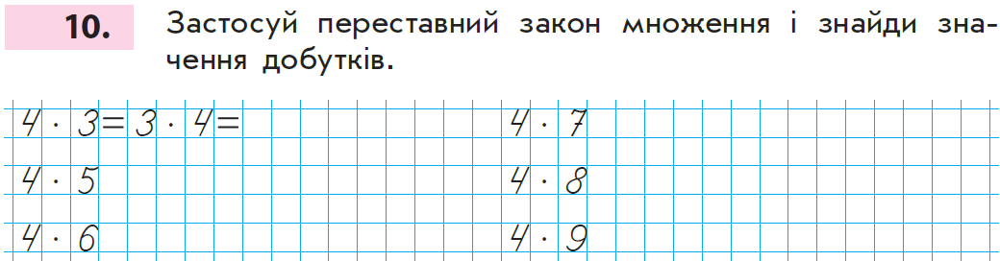 10. Застосуй переставний закон множення і знайди зна-
чення добутків.
4 · 3 = 3 · 4 =
4 · 7
4 · 5
4 · 8
4 · 6
4 · 9